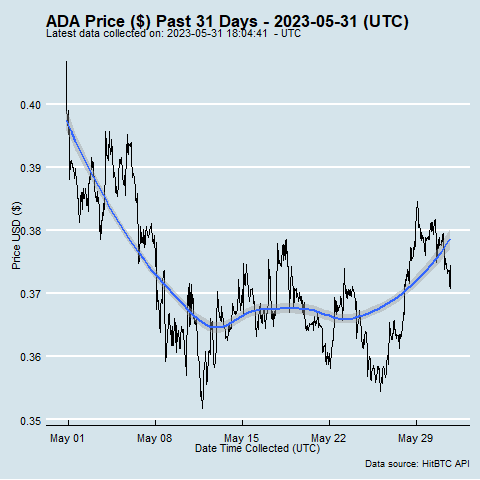 ADA Price ($) Past 31 Days - 2023-05-31 (UTC)
Latest data collected on: 2023-05-31 18:04:41  - UTC
Price USD ($)
0.40
0.39
0.38
0.37
0.36
0.35
May 01
May 08
May 15
May 22
May 29
Date Time Collected (UTC)
Data source: HitBTC API